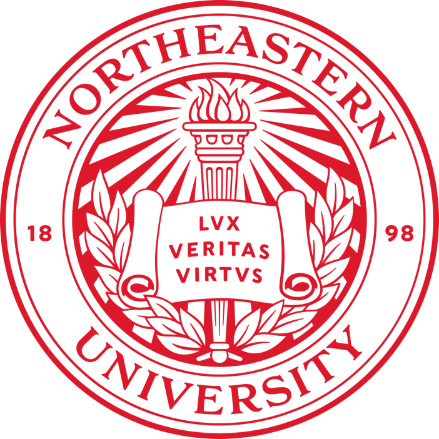 NORTHEASTERN
18 98
LVX
VERITAS
VIRTVS
UNIVERSITY